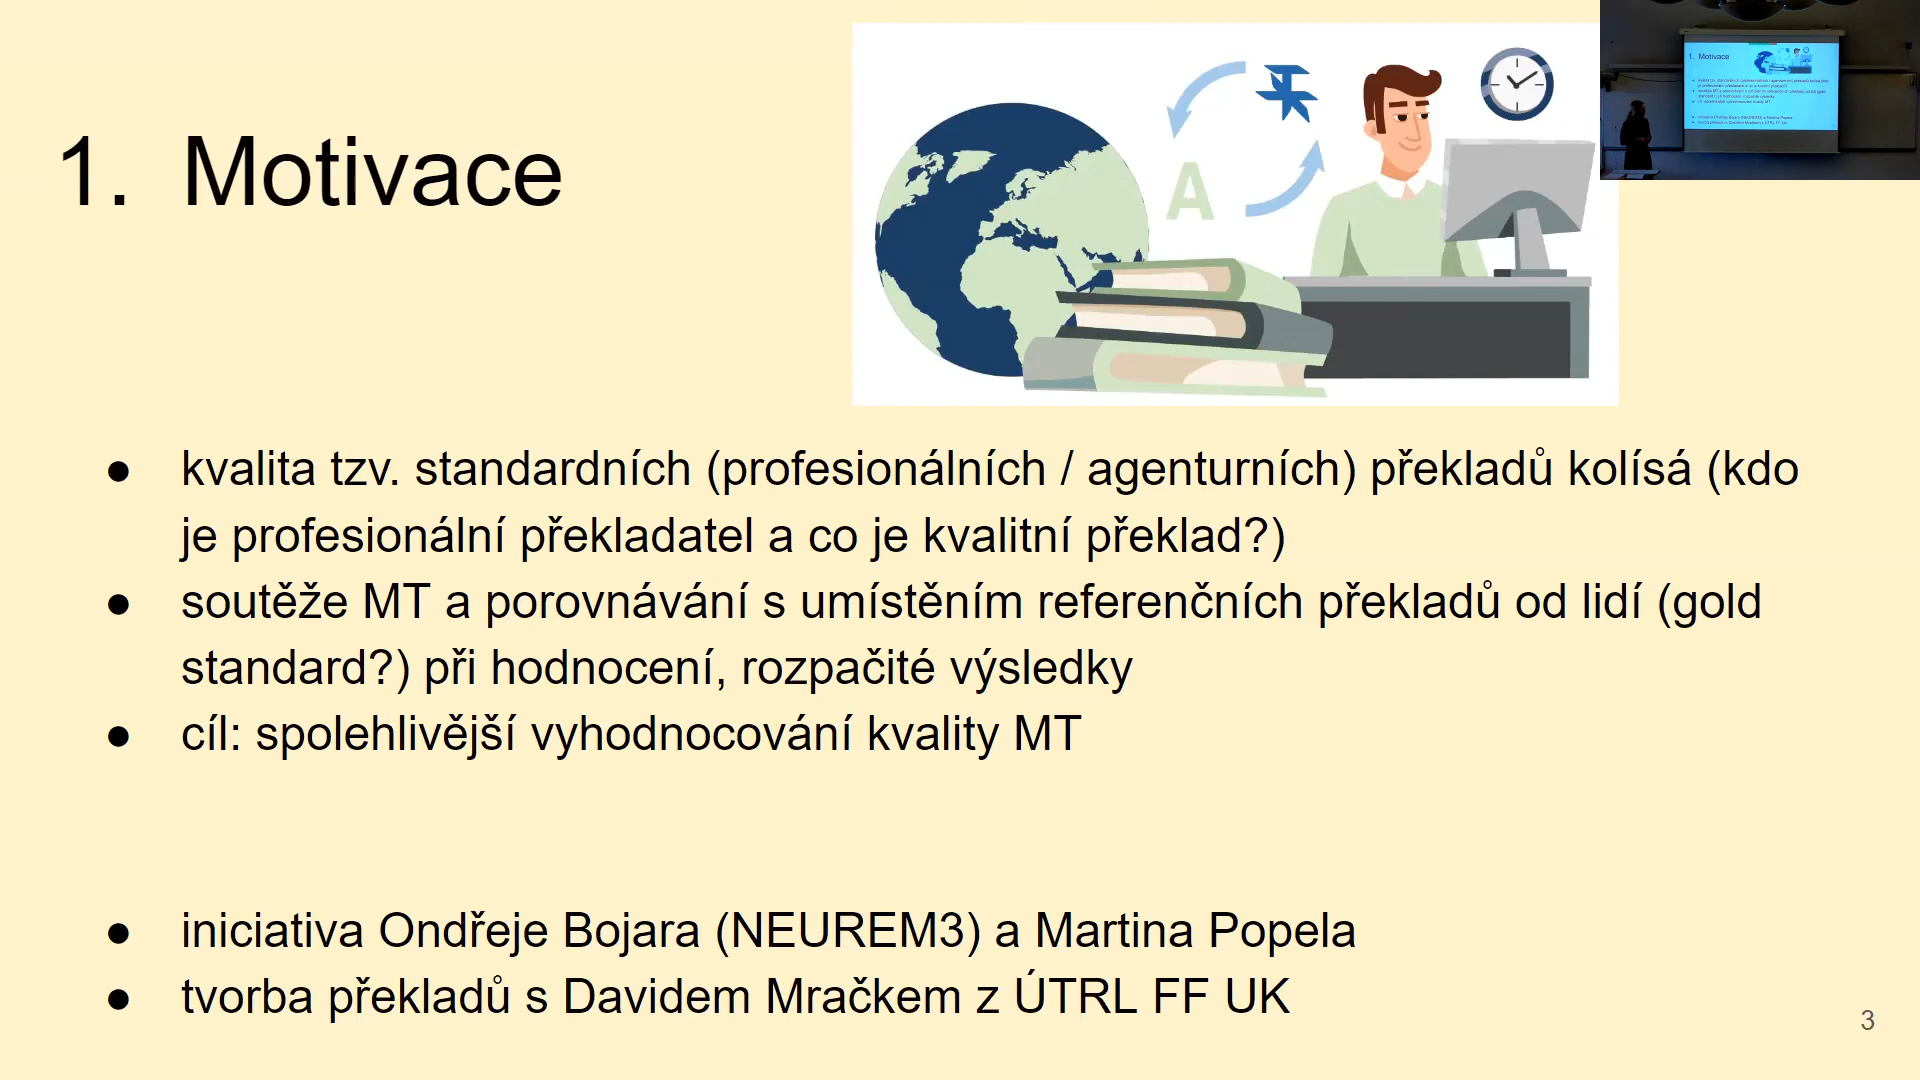 1. Motivace
A
● kvalita tzv. standardních (profesionálních / agenturních) překladů kolísá (kdo
je profesionální překladatel a co je kvalitní překlad?)
● soutěže MT a porovnávání s umístěním referenčních překladů od lidí (gold
standard?) při hodnocení, rozpačité výsledky
● cíl: spolehlivější vyhodnocování kvality MT
● iniciativa Ondřeje Bojara (NEUREM3) a Martina Popela
● tvorba překladů s Davidem Mračkem z ÚTRL FF UK
3
1. Motivace